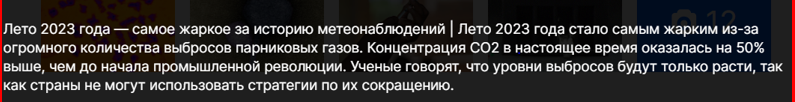 Лето 2023 года — самое жаркое за историю метеонаблюдений | Лето 2023 года стало самым жарким из-за
огромного количества выбросов парниковых газов. Концентрация CO2 в настоящее время оказалась на 50%
выше, чем до начала промышленной революции. Ученые говорят, что уровни выбросов будут только расти, так
как страны не могут использовать стратегии по их сокращению.
12